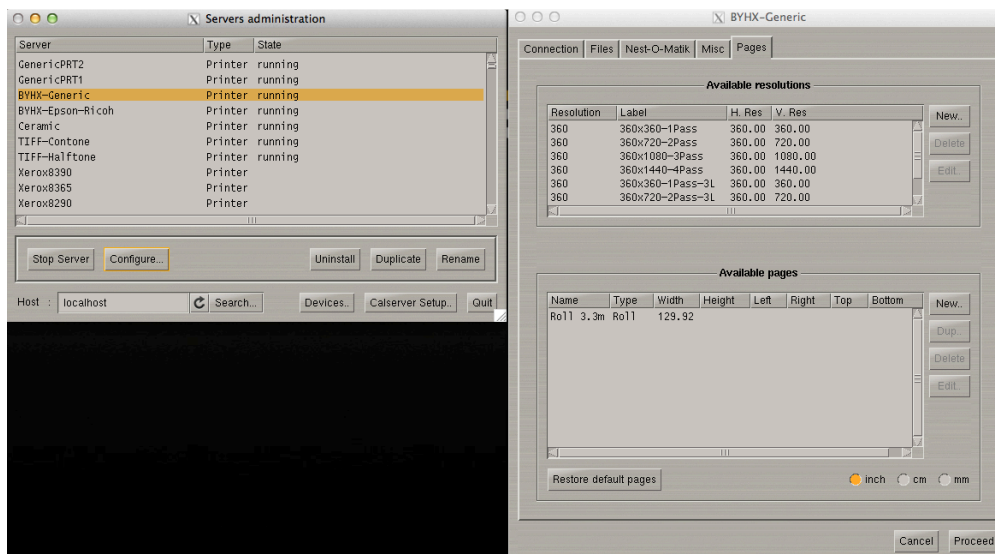 Servers administration
Server Type State
GenericPRT2 Printer running
GenericPRT1 Printer running
BYHX-Generic Printer running
BYHX-Epson-Ricoh Printer running
Ceramic Printer running
TIFF-Contone Printer running
TIFF-Halftone Printer running
Xerox8390 Printer
Xerox8365 Printer
Xerox8290 Printer
Stop Server Configure... Uninstall Duplicate Rename
Host : localhost Search... Devices.. Calserver Setup.. Quit
BYHX-Generic
Connection Files Nest-O-Matik Misc Pages
Available resolutions
Resolution Label H. Res V. Res New..
360 360x360-1Pass 360.00 360.00
360 360x720-2Pass 360.00 720.00 Delete
360 360x1080-3Pass 360.00 1080.00
360 360x1440-4Pass 360.00 1440.00 Edit..
360 360x360-1Pass-3L 360.00 360.00
360 360x720-2Pass-3L 360.00 720.00
Available pages
Name Type Width Height Left Right Top Bottom New..
Roll 3.3m Roll 129.92
Dup..
Delete
Edit..
Restore default pages inch cm mm
Cancel Proceed